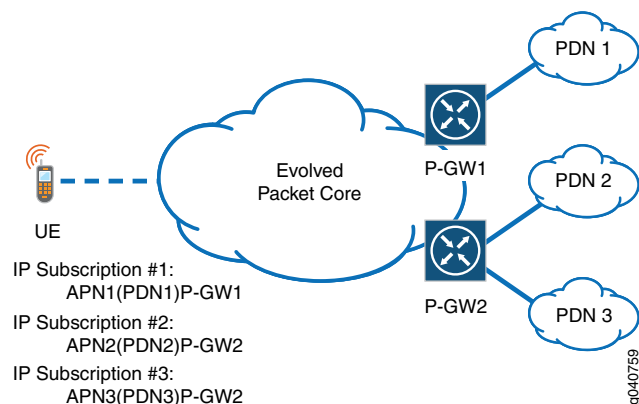 PDN 1
P-GW1
Evolved
Packet Core
PDN 2
UE
P-GW2
IP Subscription #1:
APN1(PDN1)P-GW1
IP Subscription #2:
APN2(PDN2)P-GW2
PDN 3
IP Subscription #3:
APN3(PDN3)P-GW2
g040759